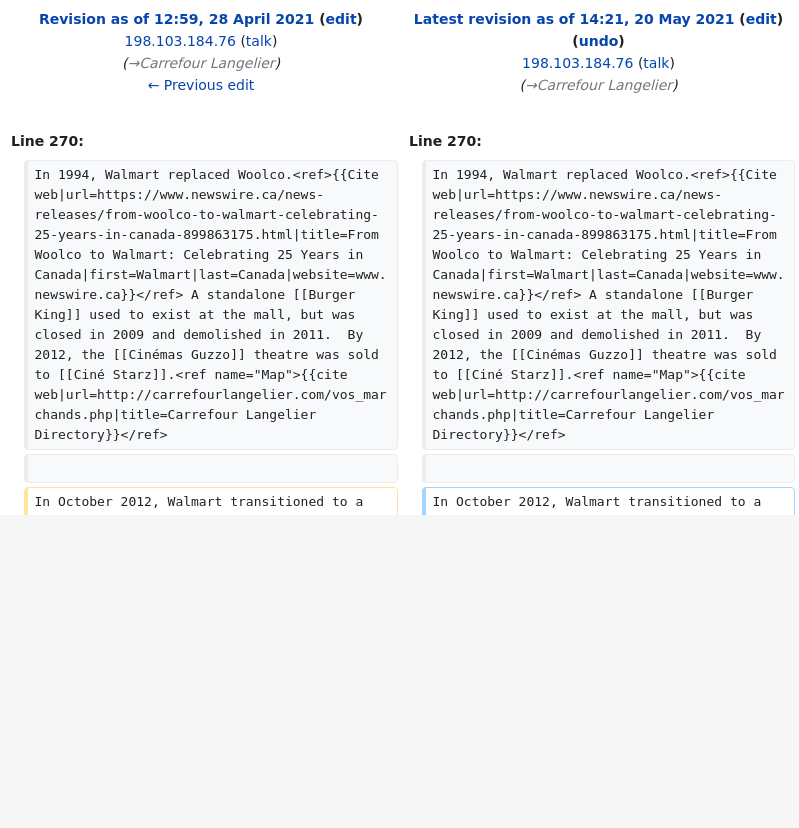 Revision as of 12:59, 28 April 2021 (edit)
198.103.184.76 (talk)
(→Carrefour Langelier)
← Previous edit
Latest revision as of 14:21, 20 May 2021 (edit)
(undo)
198.103.184.76 (talk)
(→Carrefour Langelier)
Line 270:
In 1994, Walmart replaced Woolco.<ref>{{Cite
web|url=https://www.newswire.ca/news-
releases/from-woolco-to-walmart-celebrating-
25-years-in-canada-899863175.html|title=From
Woolco to Walmart: Celebrating 25 Years in
Canada|first=Walmart|last=Canada|website=www.
newswire.ca}}</ref> A standalone [[Burger
King]] used to exist at the mall, but was
closed in 2009 and demolished in 2011.  By
2012, the [[Cinémas Guzzo]] theatre was sold
to [[Ciné Starz]].<ref name="Map">{{cite
web|url=http://carrefourlangelier.com/vos_mar
chands.php|title=Carrefour Langelier
Directory}}</ref>
In October 2012, Walmart transitioned to a
Line 270:
In 1994, Walmart replaced Woolco.<ref>{{Cite
web|url=https://www.newswire.ca/news-
releases/from-woolco-to-walmart-celebrating-
25-years-in-canada-899863175.html|title=From
Woolco to Walmart: Celebrating 25 Years in
Canada|first=Walmart|last=Canada|website=www.
newswire.ca}}</ref> A standalone [[Burger
King]] used to exist at the mall, but was
closed in 2009 and demolished in 2011.  By
2012, the [[Cinémas Guzzo]] theatre was sold
to [[Ciné Starz]].<ref name="Map">{{cite
web|url=http://carrefourlangelier.com/vos_mar
chands.php|title=Carrefour Langelier
Directory}}</ref>
In October 2012, Walmart transitioned to a